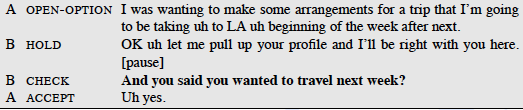 A OPEN-OPTION I was wanting to make some arrangements for a trip that I'm going
to be taking uh to LA uh beginning of the week after next.
B HOLD OK uh let me pull up your profile and I'll be right with you here.
[pause]
B CHECK And you said you wanted to travel next week?
A ACCEPT Uh yes.